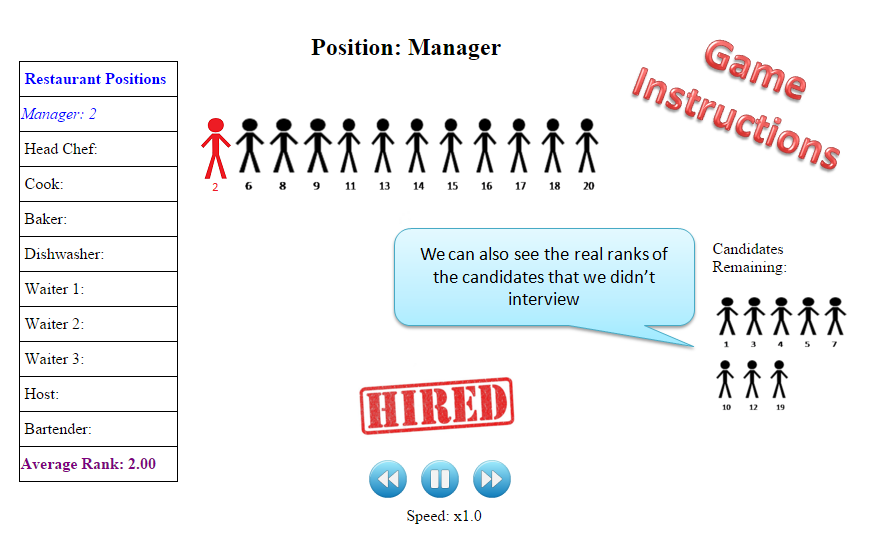 Position: Manager
Game
Instructions
Restaurant Positions
Manager: 2
Head Chef:
Cook:
Baker:
Dishwasher:
Waiter 1:
Waiter 2:
Waiter 3:
Host:
Bartender:
Average Rank: 2.00
2 6 8 9 11 13 14 15 16 17 18 20
We can also see the real ranks of
the candidates that we didn’t
interview
Candidates
Remaining:
1 3 4 5 7
10 12 19
HIRED
Speed: x1.0